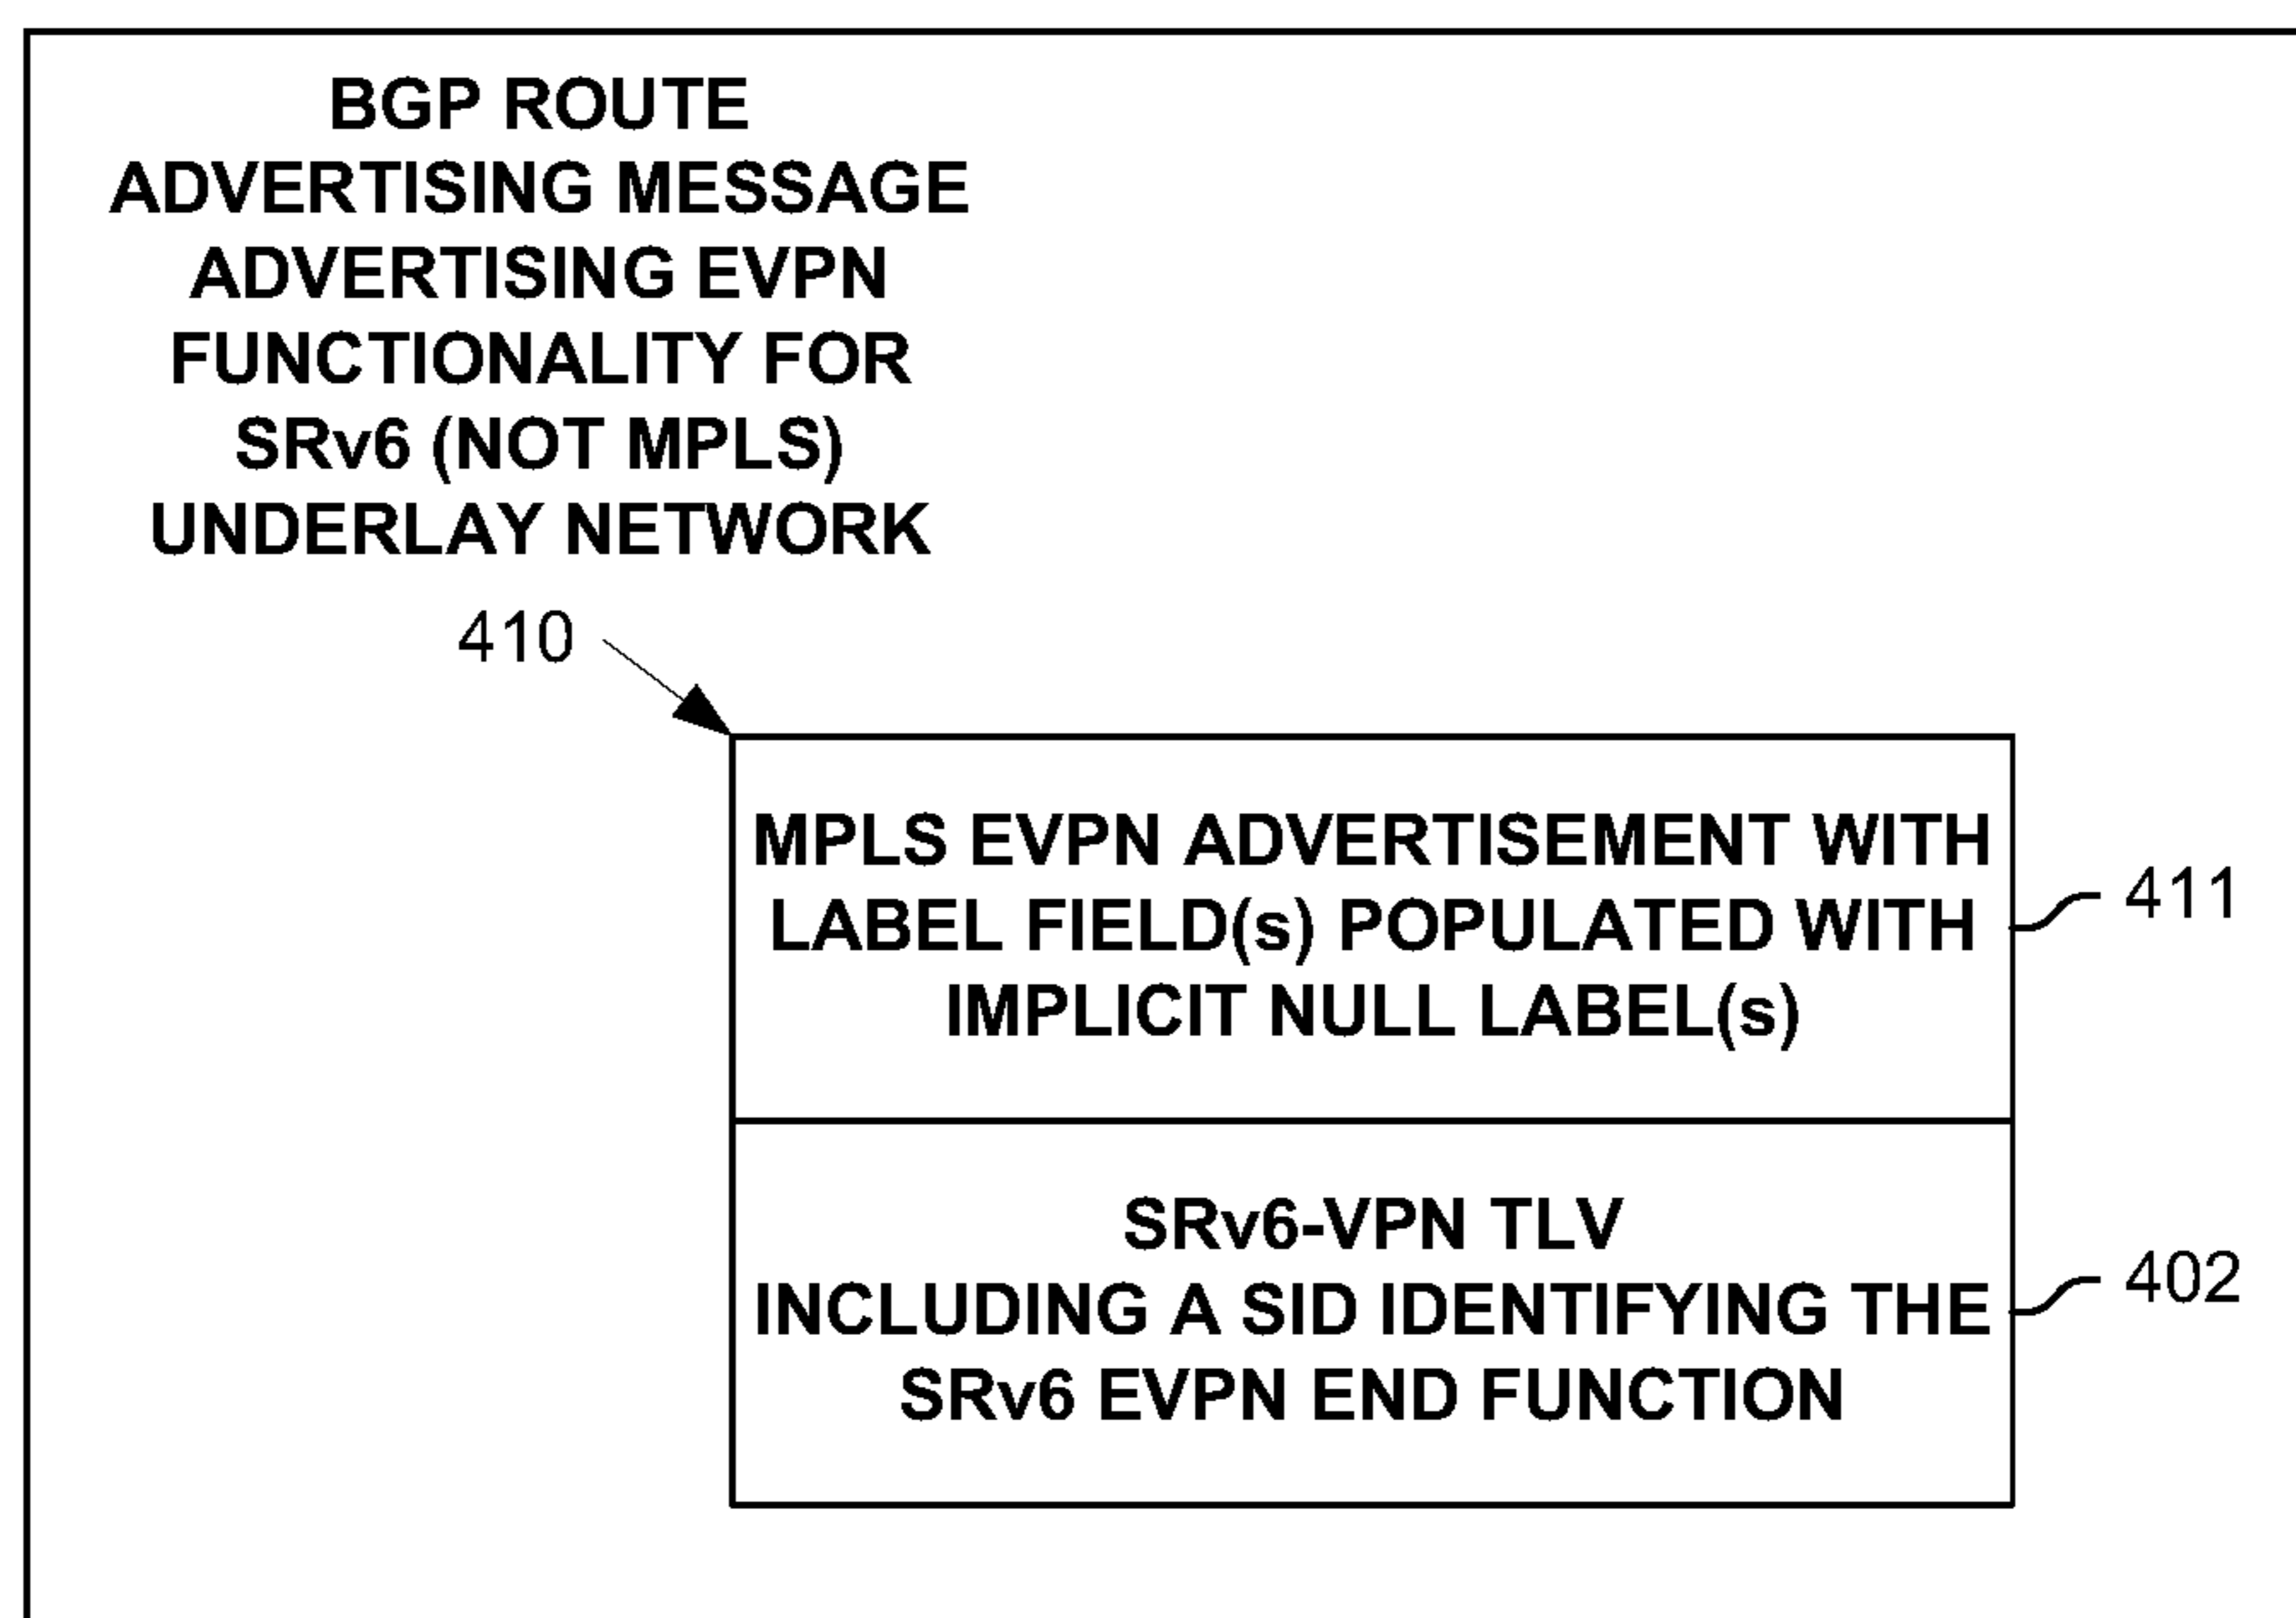 BGP ROUTE
ADVERTISING MESSAGE
ADVERTISING EVPN
FUNCTIONALITY FOR
SRv6 (NOT MPLS)
UNDERLAY NETWORK
410
MPLS EVPN ADVERTISEMENT WITH
LABEL FIELD(s) POPULATED WITH
IMPLICIT NULL LABEL(s)
411
SRv6-VPN TLV
INCLUDING A SID IDENTIFYING THE
SRv6 EVPN END FUNCTION
402